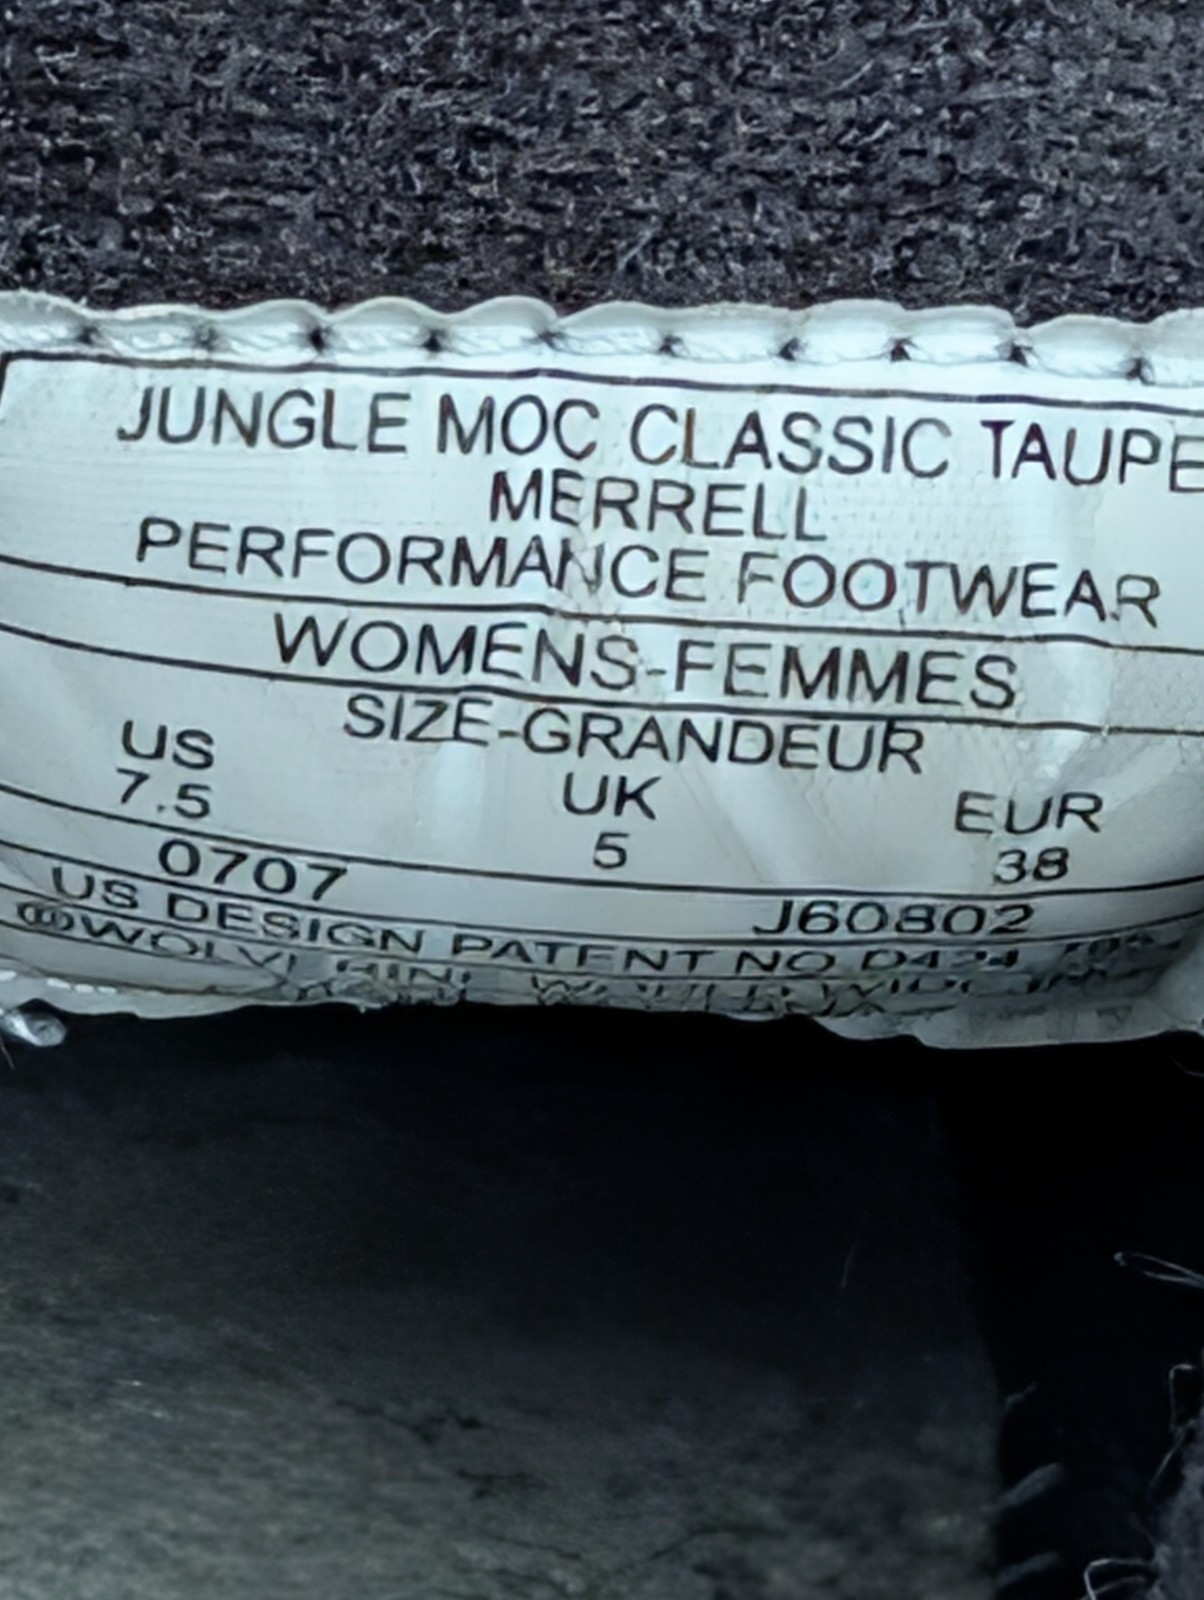 JUNGLE MOC CLASSIC TAUPE
MERRELL
PERFORMANCE FOOTWEAR
WOMENS-FEMMES
SIZE-GRANDEUR
US UK EUR
7.5 5 38
0707 J60802
US DESIGN PATENT NO